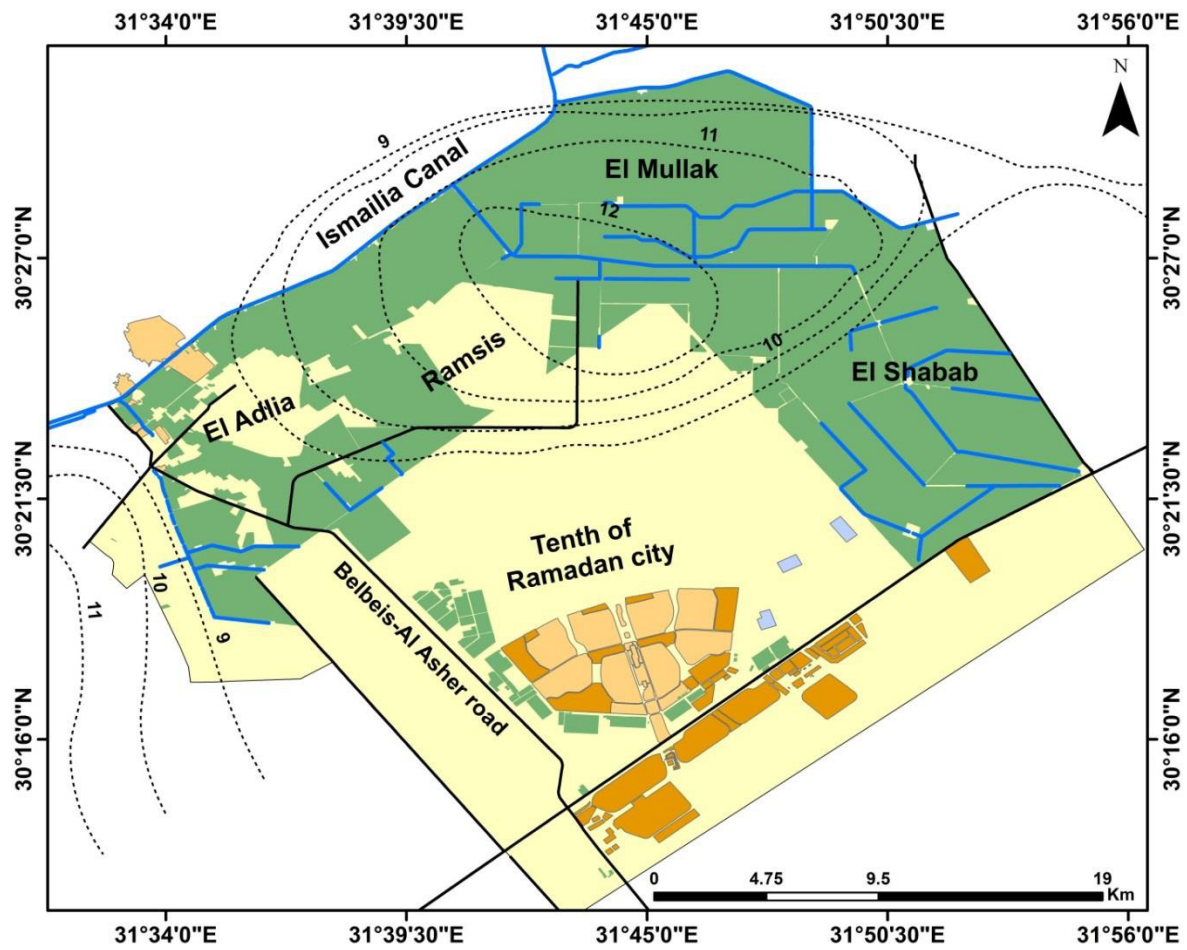 31°34'0"E
31°39'30"E
31°45'0"E
31°50'30"E
31°56'0"E
N
9
11
Ismailia Canal
El Mullak
12
30°27'0"N
30°27'0"N
10
Ramsis
El Shabab
El Adlia
30°21'30"N
30°21'30"N
Tenth of
Ramadan city
10
11
9
Belbeis-Al Asher road
30°16'0"N
30°16'0"N
0
4.75
9.5
19
Km
31°34'0"E
31°39'30"E
31°45'0"E
31°50'30"E
31°56'0"E